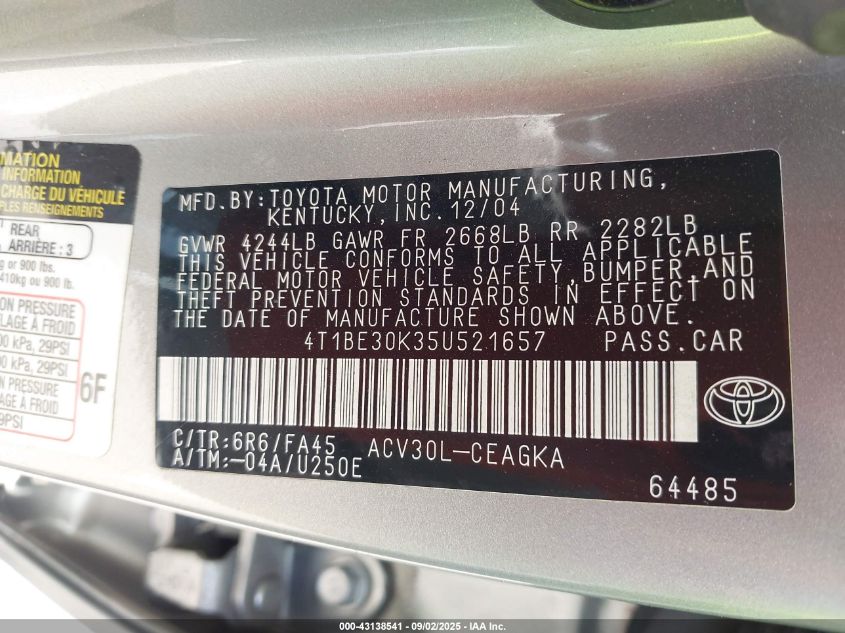 MATION
INFORMATION
CHARGE DU VÉHICULE
PLES RENSEIGNEMENTS
REAR
ARRIÈRE : 3
g or 900 lbs.
410kg ou 900 lb.
ON PRESSURE
LAGE À FROID
00 kPa, 29PSI
ON PRESSURE
LAGE À FROID
00 kPa, 29PSI
9PSI
6F
MFD.BY:TOYOTA MOTOR MANUFACTURING,
KENTUCKY,INC.12/04
GVWR 4244LB GAWR FR 2668LB RR 2282LB
THIS VEHICLE CONFORMS TO ALL APPLICABLE
FEDERAL MOTOR VEHICLE SAFETY,BUMPER,AND
THEFT PREVENTION STANDARDS IN EFFECT ON
THE DATE OF MANUFACTURE SHOWN ABOVE.
4T1BE30K35U521657 PASS.CAR
C/TR:6R6/FA45 ACV30L-CEAGKA
A/TM:-04A/U250E
64485
000-43138541 - 09/02/2025 - IAA Inc.